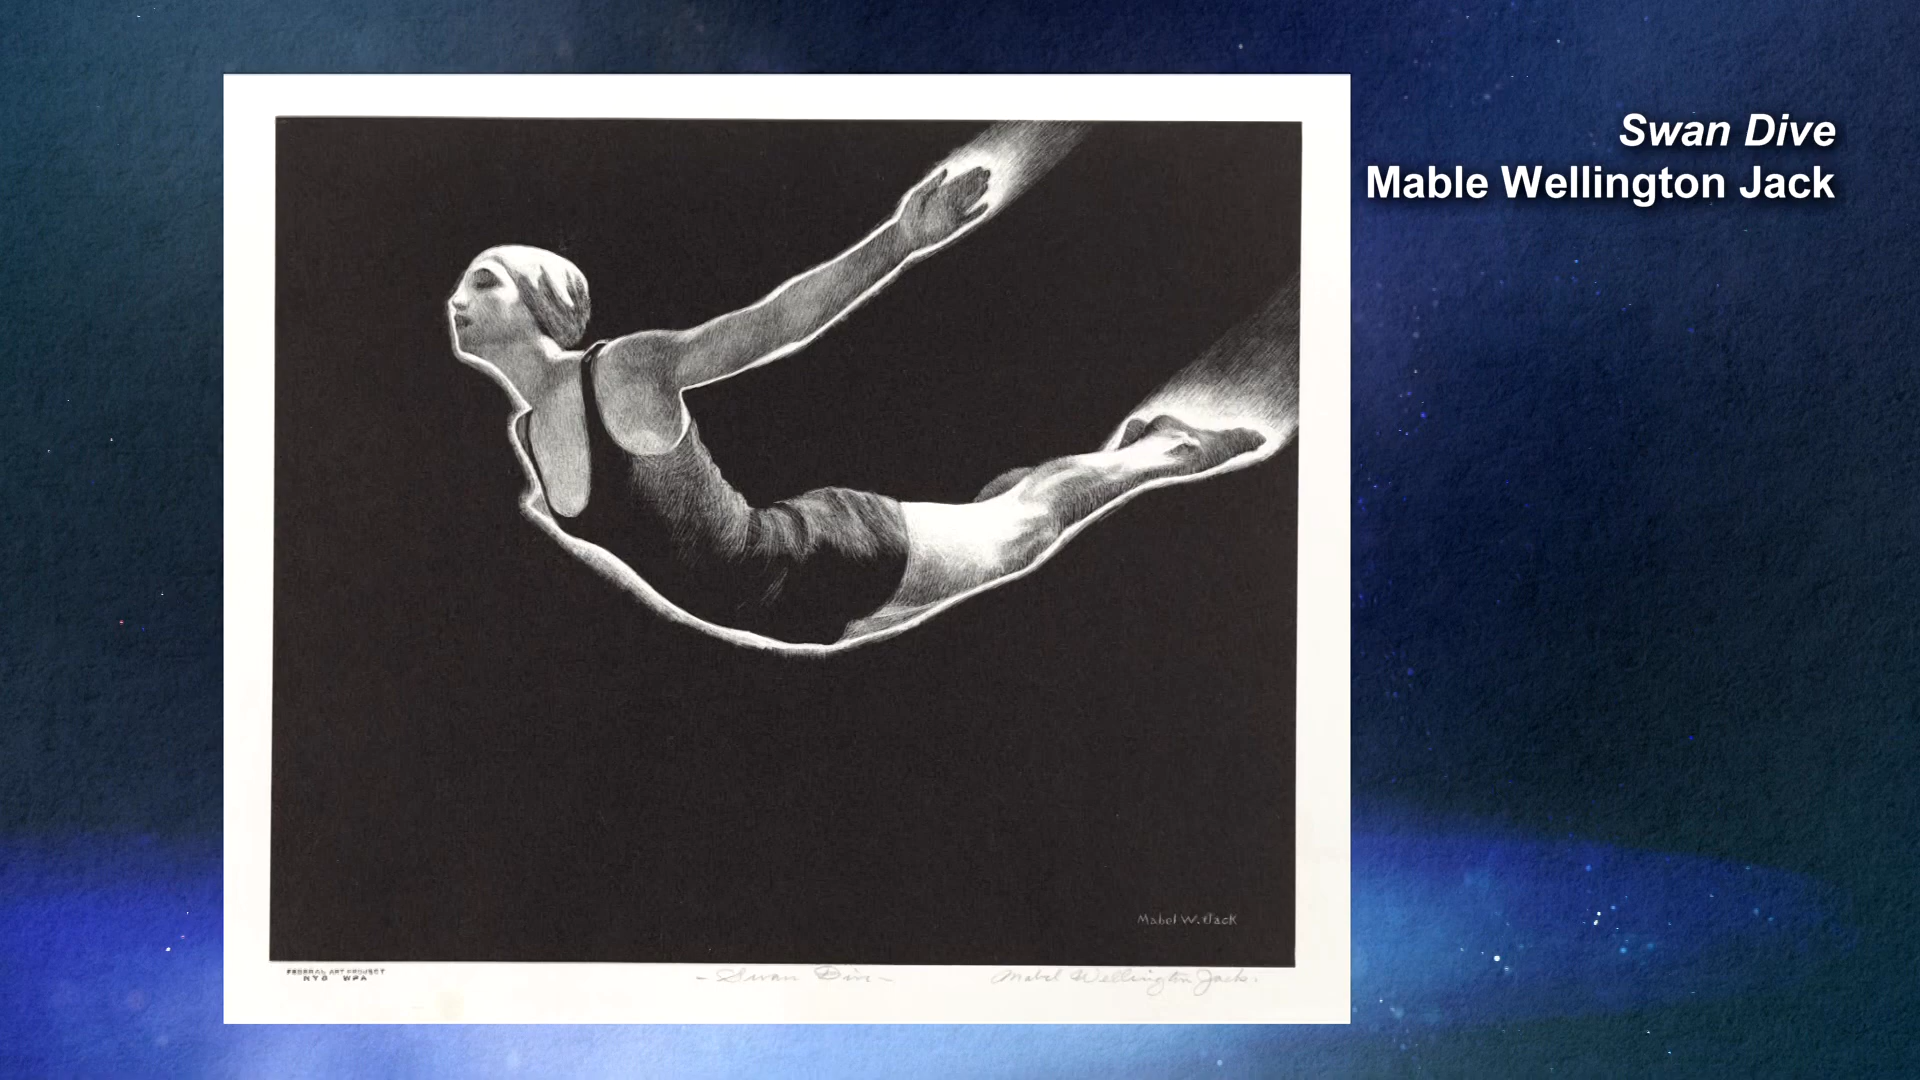 Swan Dive
Mable Wellington Jack
Mabel W. Jack
FEDERAL ART PROJECT
NYC WPA
- Swan Dive -
Mabel Wellington Jack.